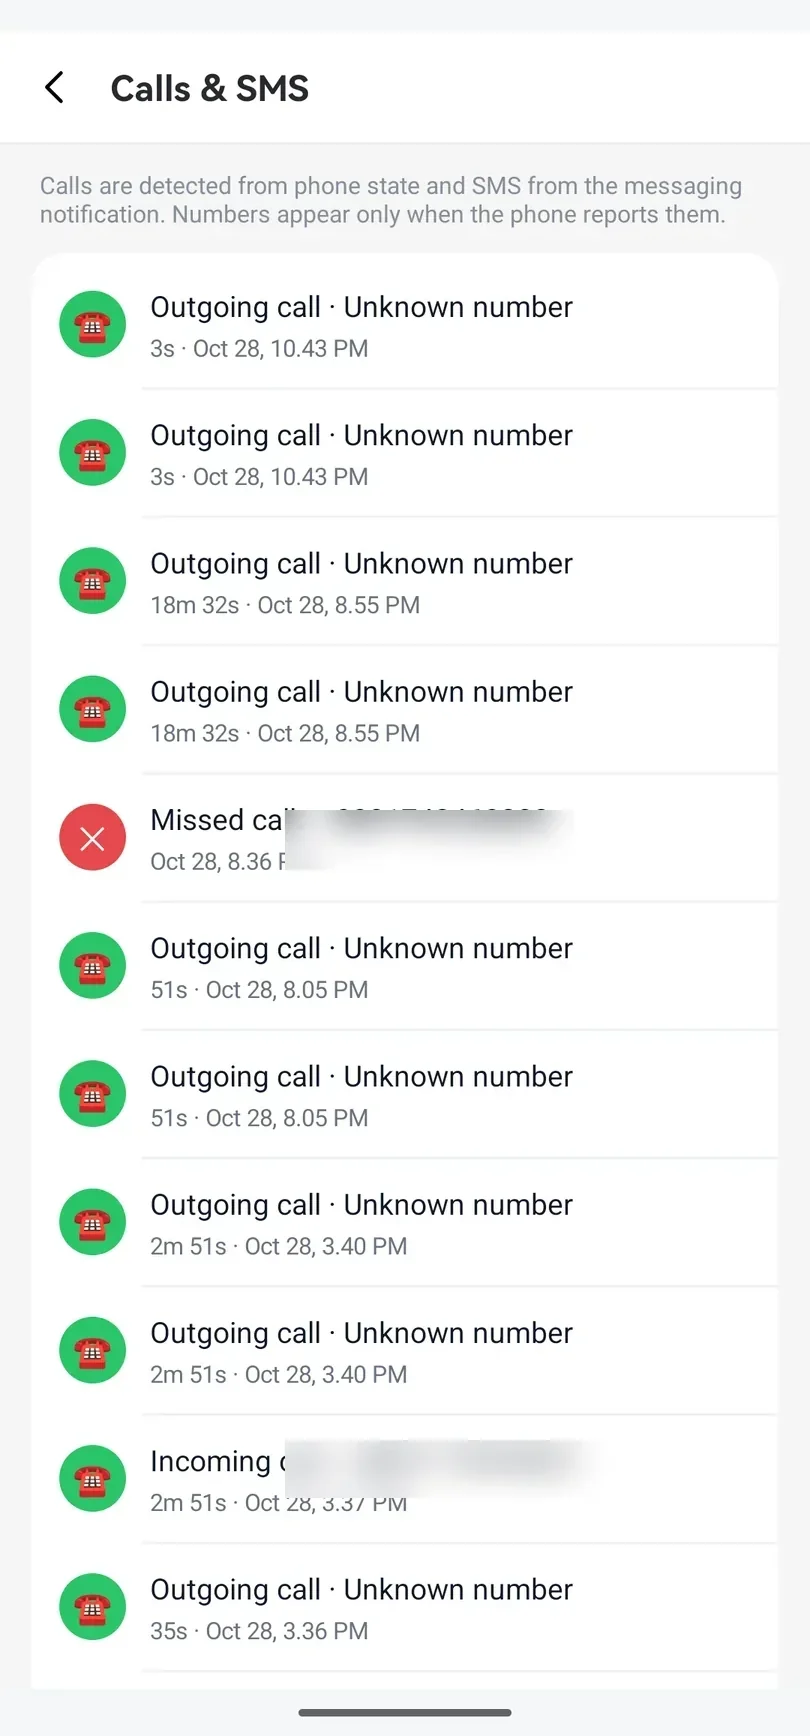 Calls & SMS
Calls are detected from phone state and SMS from the messaging
notification. Numbers appear only when the phone reports them.
Outgoing call · Unknown number
3s · Oct 28, 10.43 PM
Outgoing call · Unknown number
3s · Oct 28, 10.43 PM
Outgoing call · Unknown number
18m 32s · Oct 28, 8.55 PM
Outgoing call · Unknown number
18m 32s · Oct 28, 8.55 PM
Missed
Oct 28, 8.36
Outgoing call · Unknown number
51s · Oct 28, 8.05 PM
Outgoing call · Unknown number
51s · Oct 28, 8.05 PM
Outgoing call · Unknown number
2m 51s · Oct 28, 3.40 PM
Outgoing call · Unknown number
2m 51s · Oct 28, 3.40 PM
Incoming
2m 51s · Oct 28, 3.37 PM
Outgoing call · Unknown number
35s · Oct 28, 3.36 PM